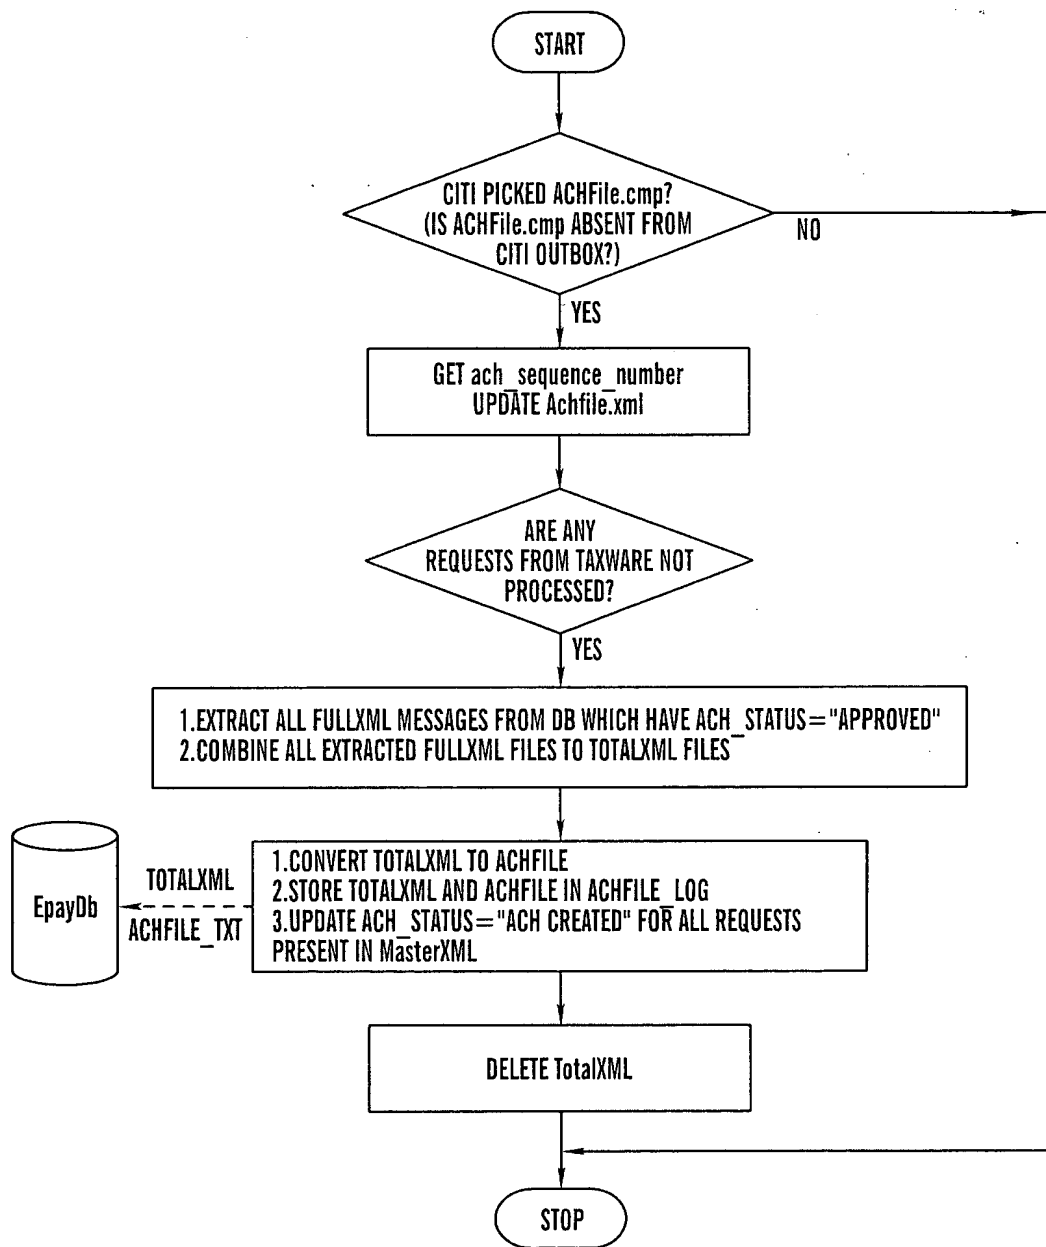 START
CITI PICKED ACHFile.cmp?
(IS ACHFile.cmp ABSENT FROM
CITI OUTBOX?)
NO
YES
GET ach_sequence_number
UPDATE Achfile.xml
ARE ANY
REQUESTS FROM TAXWARE NOT
PROCESSED?
YES
1.EXTRACT ALL FULLXML MESSAGES FROM DB WHICH HAVE ACH_STATUS="APPROVED"
2.COMBINE ALL EXTRACTED FULLXML FILES TO TOTALXML FILES
EpayDb
TOTALXML
ACHFILE_TXT
1.CONVERT TOTALXML TO ACHFILE
2.STORE TOTALXML AND ACHFILE IN ACHFILE_LOG
3.UPDATE ACH_STATUS="ACH CREATED" FOR ALL REQUESTS
PRESENT IN MasterXML
DELETE TotalXML
STOP